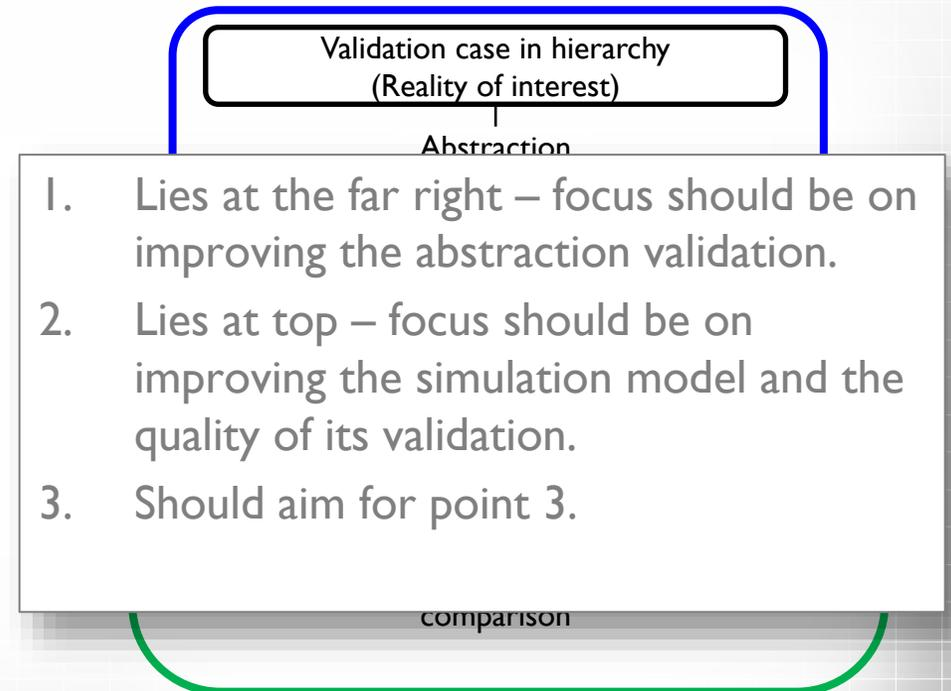 Validation case in hierarchy
(Reality of interest)
Abstraction
1. Lies at the far right – focus should be on
improving the abstraction validation.
2. Lies at top – focus should be on
improving the simulation model and the
quality of its validation.
3. Should aim for point 3.
comparison